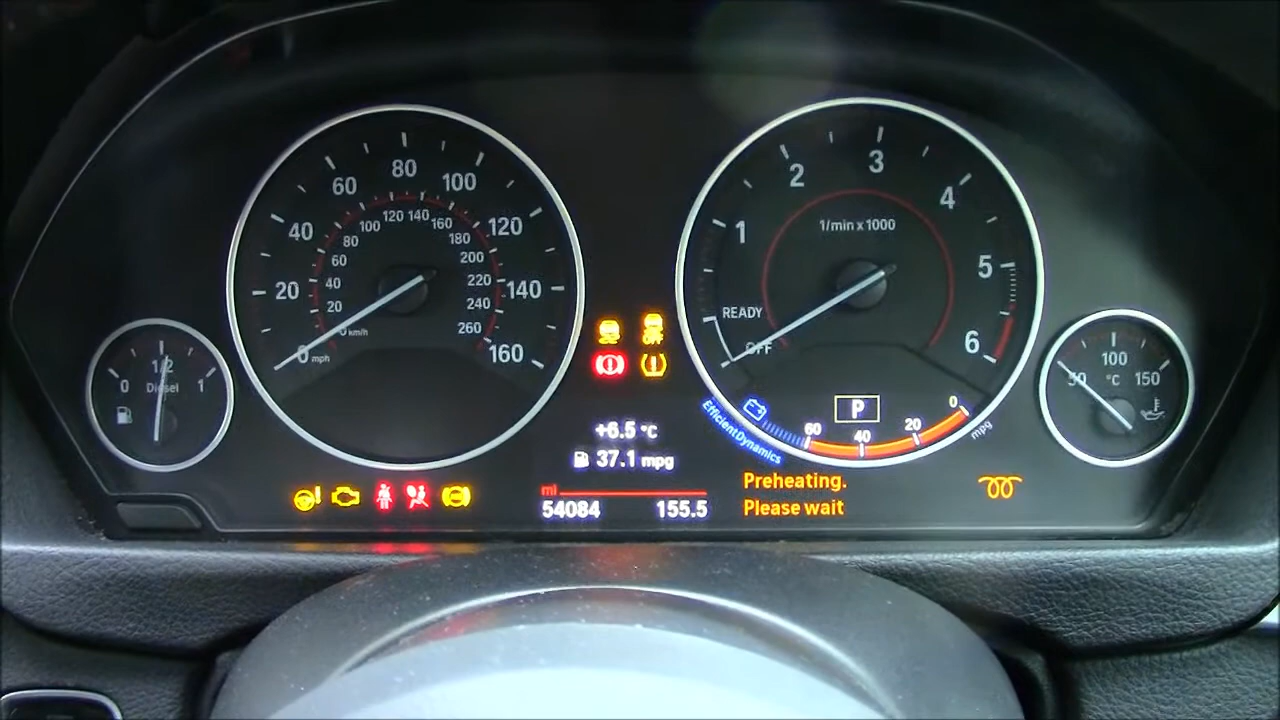 80
60
100
40
120
20
140
0
mph
160
120
140
100
160
80
180
60
200
40
220
20
240
0 km/h
260
3
2
4
1
1/min x 1000
5
READY
6
OFF
1/2
0
Diesel
1
100
50
°C
150
P
EfficientDynamics
60
40
20
0
mpg
+6.5 °C
37.1 mpg
mi
54084
155.5
Preheating.
Please wait